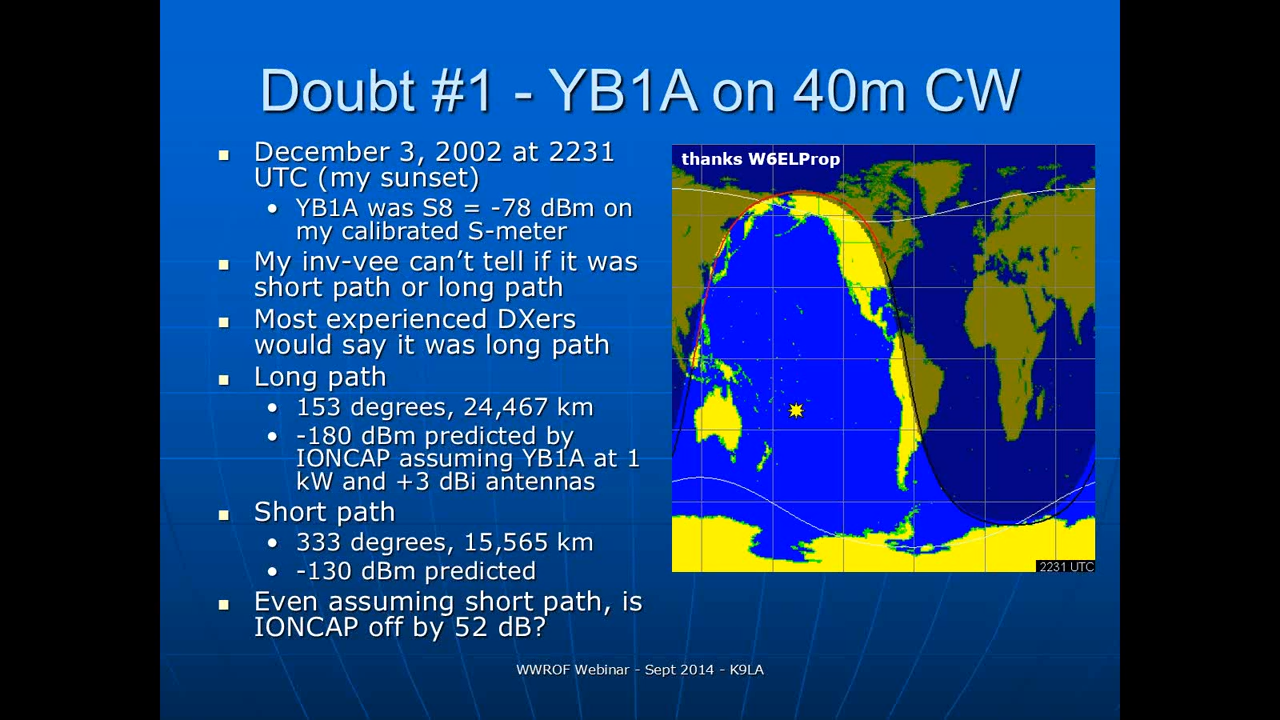 Doubt #1 - YB1A on 40m CW
December 3, 2002 at 2231
UTC (my sunset)
YB1A was S8 = -78 dBm on
my calibrated S-meter
My inv-vee can't tell if it was
short path or long path
Most experienced DXers
would say it was long path
Long path
153 degrees, 24,467 km
-180 dBm predicted by
IONCAP assuming YB1A at 1
kW and +3 dBi antennas
Short path
333 degrees, 15,565 km
-130 dBm predicted
Even assuming short path, is
IONCAP off by 52 dB?
thanks W6ELProp
2231 UTC
WWROF Webinar - Sept 2014 - K9LA